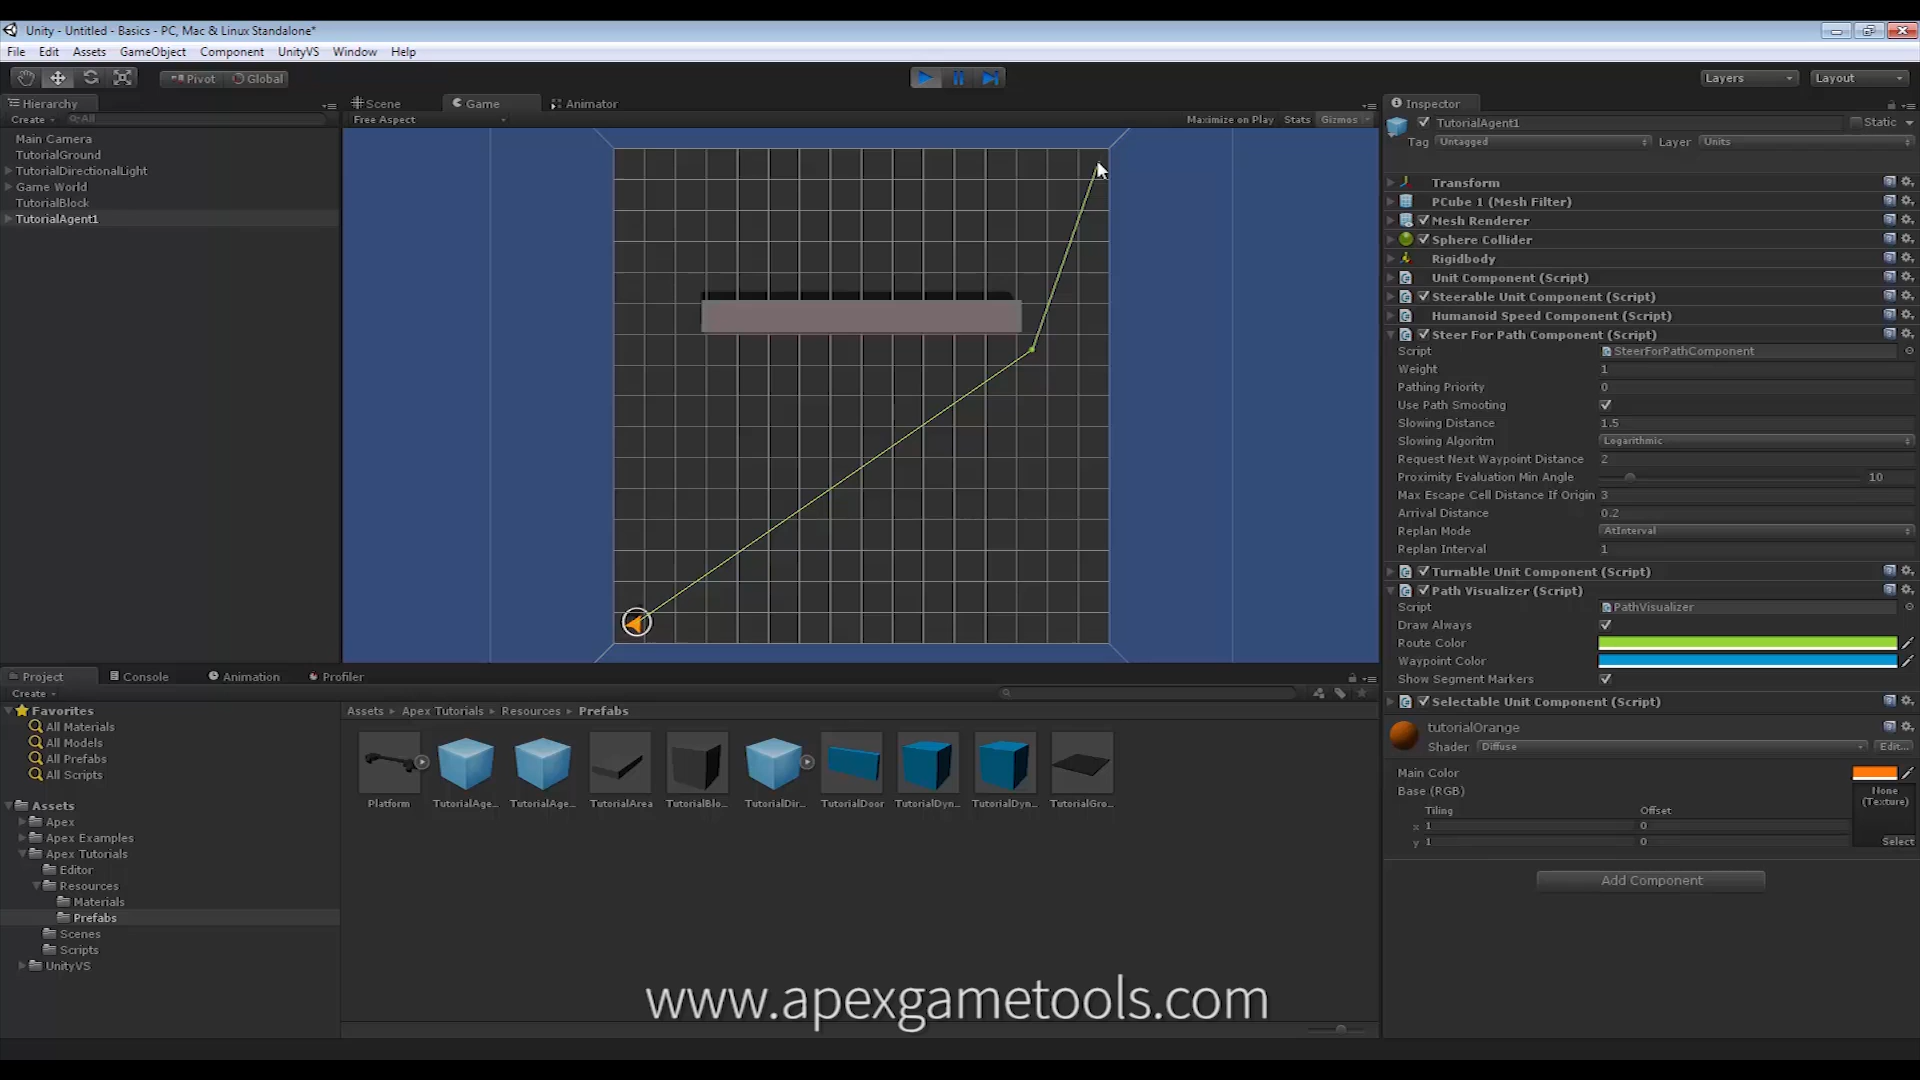 Unity - Untitled - Basics - PC, Mac & Linux Standalone*
File Edit Assets GameObject Component UnityVS Window Help
Pivot Global Layers Layout
Hierarchy
Create All
Main Camera
TutorialGround
TutorialDirectionalLight
Game World
TutorialBlock
TutorialAgent1
Scene Game Animator
Free Aspect Maximize on Play Stats Gizmos
Inspector
TutorialAgent1 Static
Tag Untagged Layer Units
Transform
PCube 1 (Mesh Filter)
Mesh Renderer
Sphere Collider
Rigidbody
Unit Component (Script)
Steerable Unit Component (Script)
Humanoid Speed Component (Script)
Steer For Path Component (Script)
Script SteerForPathComponent
Weight 1
Pathing Priority 0
Use Path Smoothing
Slowing Distance 1.5
Slowing Algoritm Logarithmic
Request Next Waypoint Distance 2
Proximity Evaluation Min Angle 10
Max Escape Cell Distance If Origin 3
Arrival Distance 0.2
Replan Mode AtInterval
Replan Interval 1
Turnable Unit Component (Script)
Path Visualizer (Script)
Script PathVisualizer
Draw Always
Route Color
Waypoint Color
Show Segment Markers
Selectable Unit Component (Script)
tutorialOrange
Shader Diffuse Edit...
Main Color
Base (RGB) None
(Texture)
Tiling Offset
x 1 0
y 1 0 Select
Add Component
Project Console Animation Profiler
Create
Favorites
All Materials
All Models
All Prefabs
All Scripts
Assets
Apex
Apex Examples
Apex Tutorials
Editor
Resources
Materials
Prefabs
Scenes
Scripts
UnityVS
Assets Apex Tutorials Resources Prefabs
Platform TutorialAge... TutorialAge... TutorialArea TutorialBlo... TutorialDir... TutorialDoor TutorialDyn... TutorialDyn... TutorialGro...
www.apexgametools.com